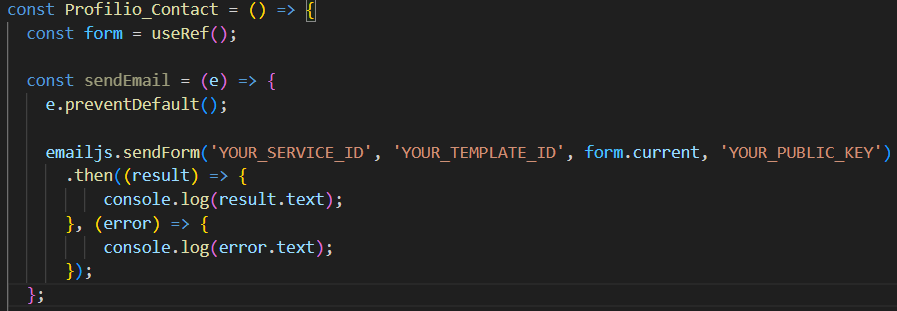 const Profilio_Contact = () => {
const form = useRef();
const sendEmail = (e) => {
e.preventDefault();
emailjs.sendForm('YOUR_SERVICE_ID', 'YOUR_TEMPLATE_ID', form.current, 'YOUR_PUBLIC_KEY')
.then((result) => {
console.log(result.text);
}, (error) => {
console.log(error.text);
});
};